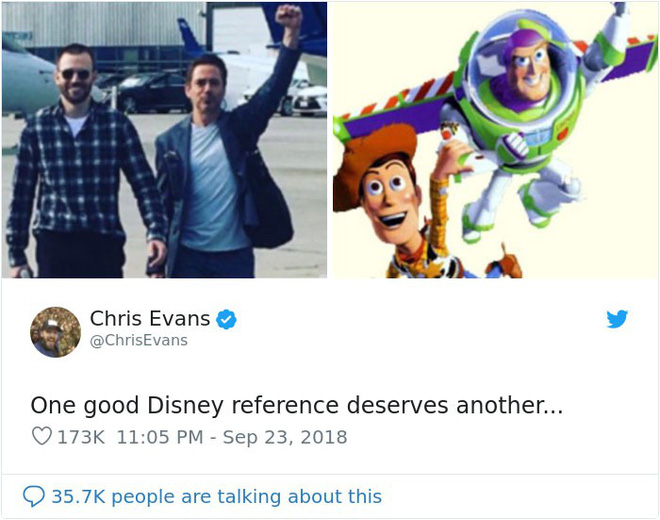 Chris Evans
@ChrisEvans
One good Disney reference deserves another...
173K 11:05 PM - Sep 23, 2018
35.7K people are talking about this